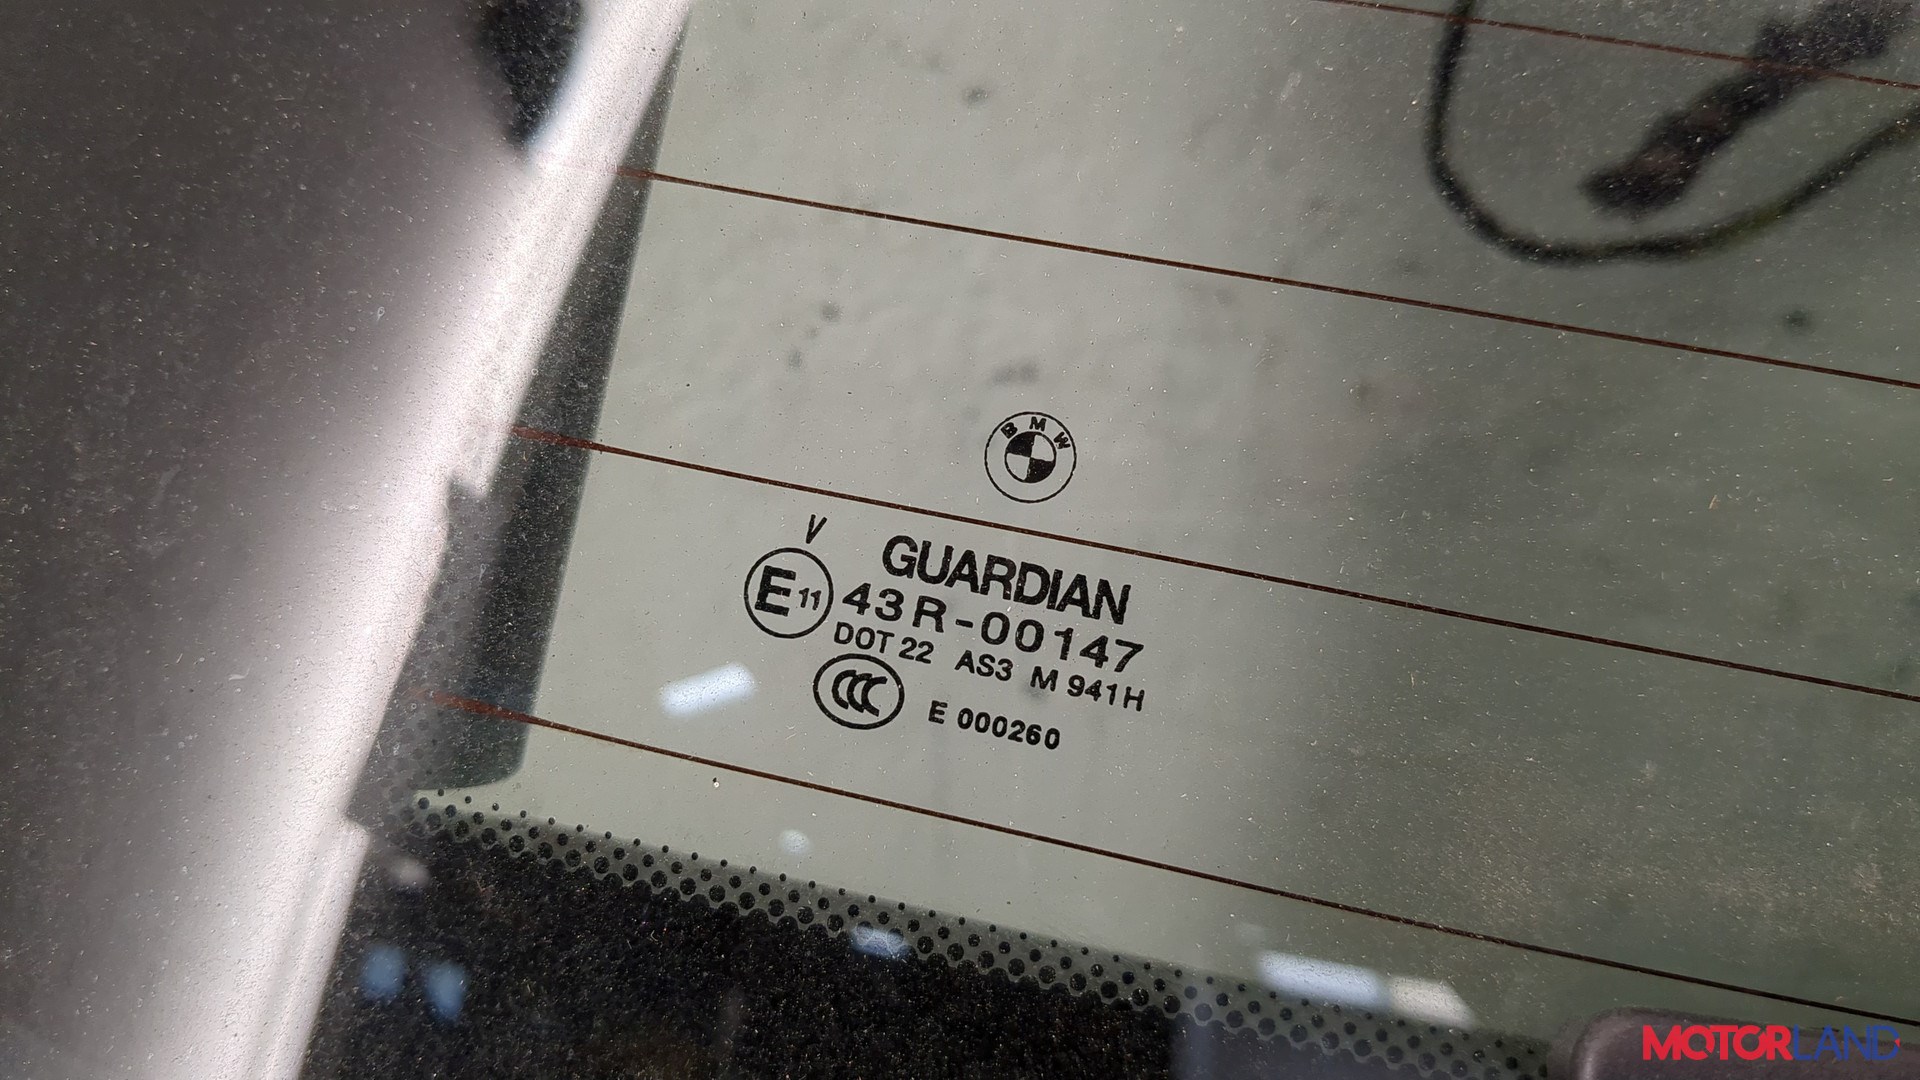 BMW
V
GUARDIAN
E 11 43R-00147
DOT 22 AS3 M 941H
CCC E 000260
MOTORLAND